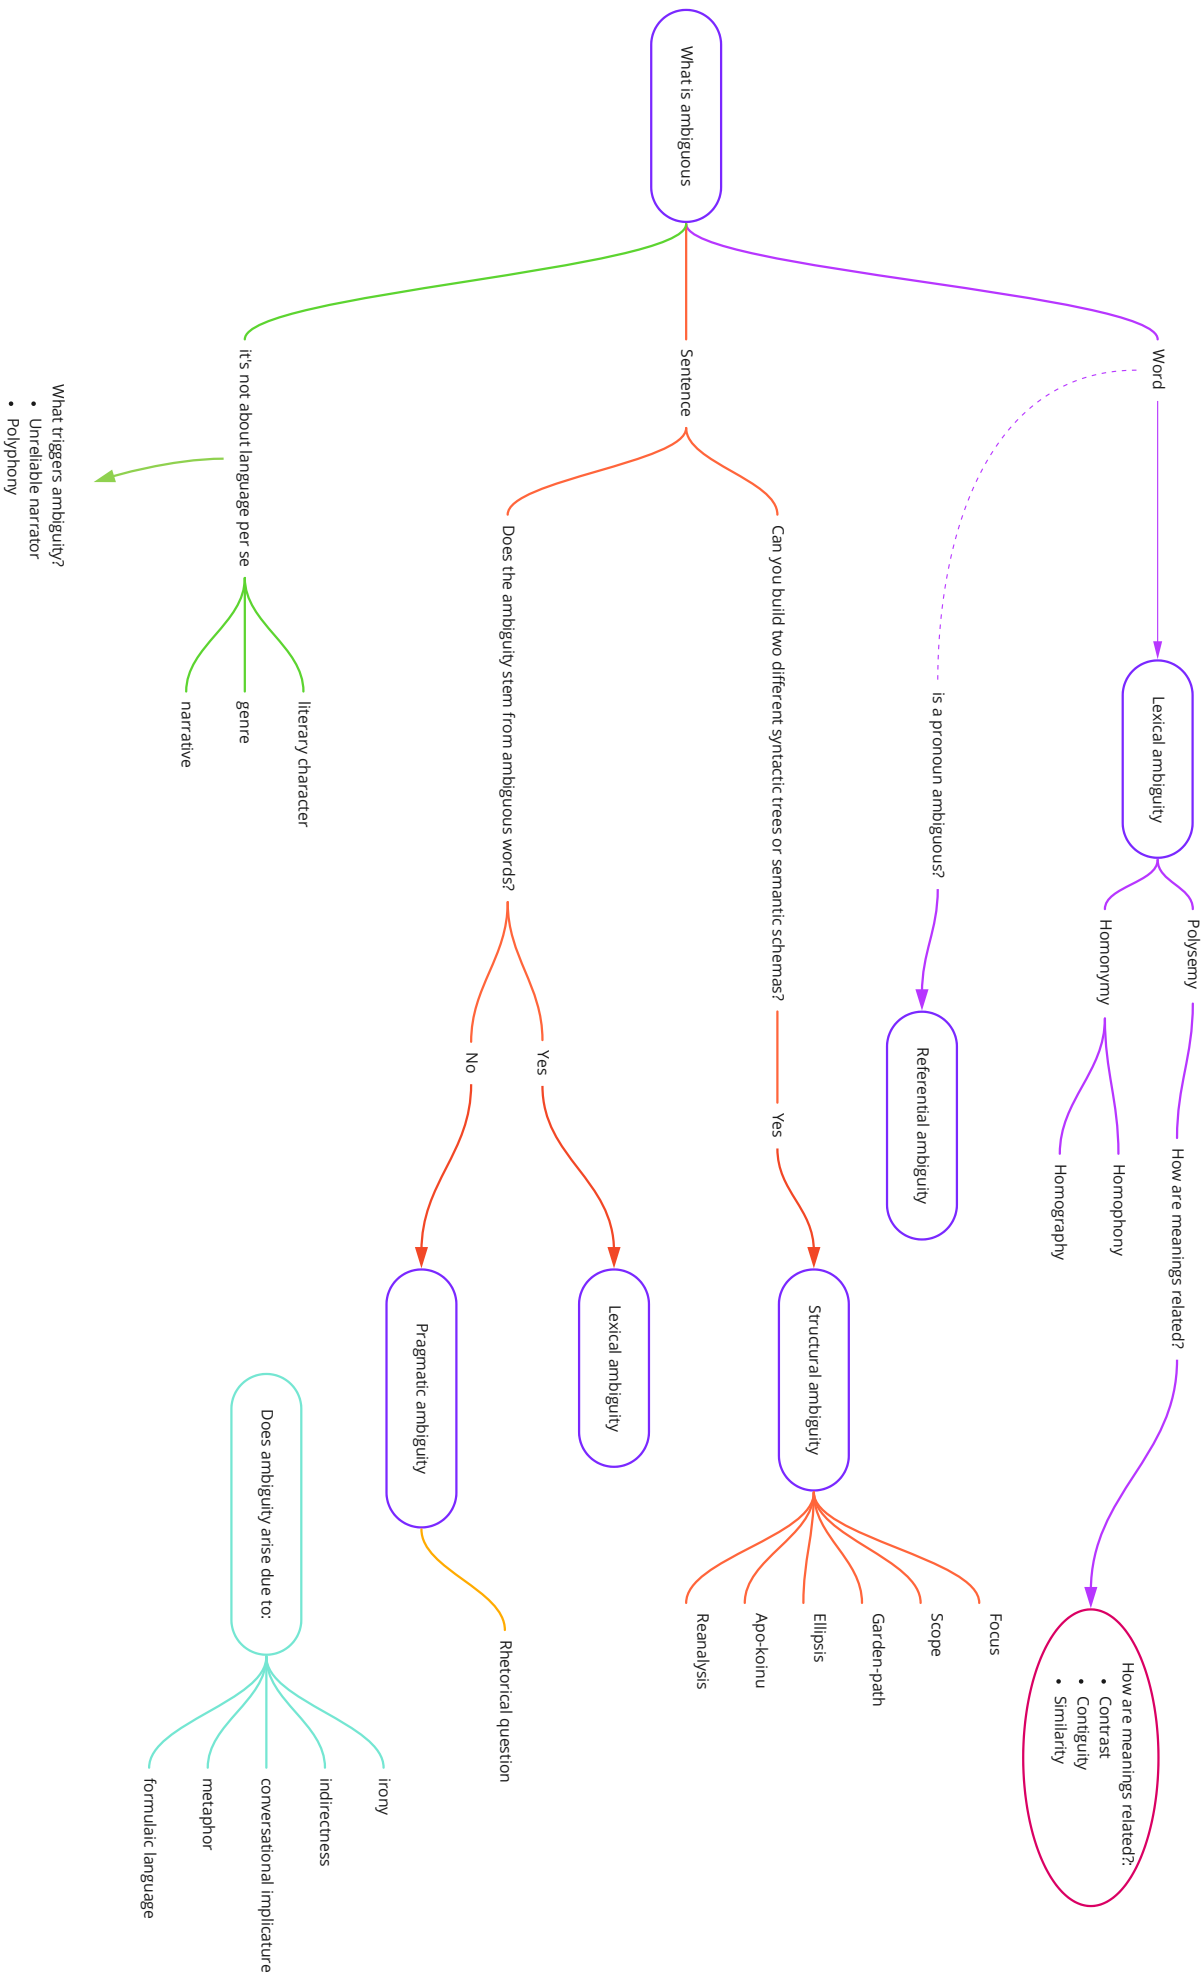 What is ambiguous
Word
Lexical ambiguity
Polysemy
How are meanings related?
How are meanings related?:
• Contrast
• Contiguity
• Similarity
Homonymy
Homophony
Homography
is a pronoun ambiguous?
Referential ambiguity
Sentence
Can you build two different syntactic trees or semantic schemas?
Yes
Structural ambiguity
Focus
Scope
Garden-path
Ellipsis
Apo-koinu
Reanalysis
Does the ambiguity stem from ambiguous words?
Yes
Lexical ambiguity
No
Pragmatic ambiguity
Rhetorical question
Does ambiguity arise due to:
irony
indirectness
conversational implicature
metaphor
formulaic language
it's not about language per se
literary character
genre
narrative
What triggers ambiguity?
• Unreliable narrator
• Polyphony